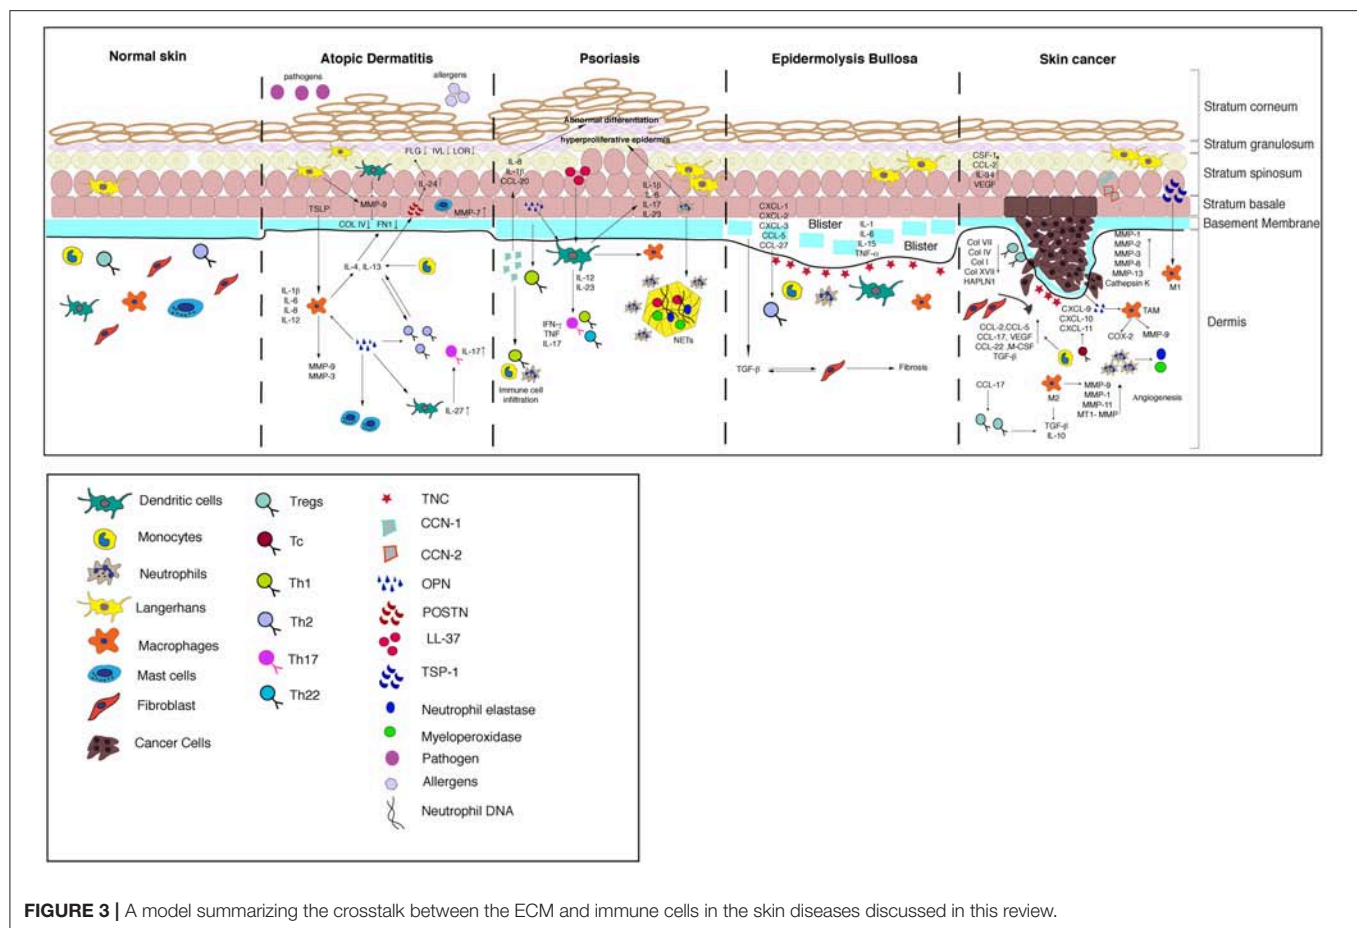 Normal skin
Atopic Dermatitis
Psoriasis
Epidermolysis Bullosa
Skin cancer
pathogens
allergens
FLG↓ IVL↓ LOR↓
IL-24↓
TSLP
MMP-9
MMP-7↑
COL IV↓ FN1↓
IL-4, IL-13
IL-1β
IL-6
IL-8
IL-12
MMP-9
MMP-3
IL-17↑
IL-27↑
Abnormal differentiation
hyperproliferative epidermis
IL-8
IL-1β
CCL-20
IL-1β
IL-6
IL-17
IL-23
IL-12
IL-23
IFN-γ
TNF
IL-17
NETs
Immune cell
infiltration
CXCL-1
CXCL-2
CXCL-3
CCL-5
CCL-27
Blister
IL-1
IL-6
IL-15
TNF-α
Blister
TGF-β
Fibrosis
CSF-1
CCL-2
IL-34
VEGF
Col VII
Col IV
Col I
Col XVII
HAPLN1
MMP-1
MMP-2
MMP-3
MMP-8
MMP-13
Cathepsin K
M1
CXCL-9
CXCL-10
CXCL-11
TAM
COX-2
MMP-9
CCL-2,CCL-5
CCL-17, VEGF
CCL-22 ,M-CSF
TGF-β
CCL-17
M2
MMP-9
MMP-1
MMP-11
MT1- MMP
Angiogenesis
TGF-β
IL-10
Stratum corneum
Stratum granulosum
Stratum spinosum
Stratum basale
Basement Membrane
Dermis
Dendritic cells
Monocytes
Neutrophils
Langerhans
Macrophages
Mast cells
Fibroblast
Cancer Cells
Tregs
Tc
Th1
Th2
Th17
Th22
TNC
CCN-1
CCN-2
OPN
POSTN
LL-37
TSP-1
Neutrophil elastase
Myeloperoxidase
Pathogen
Allergens
Neutrophil DNA
FIGURE 3 | A model summarizing the crosstalk between the ECM and immune cells in the skin diseases discussed in this review.